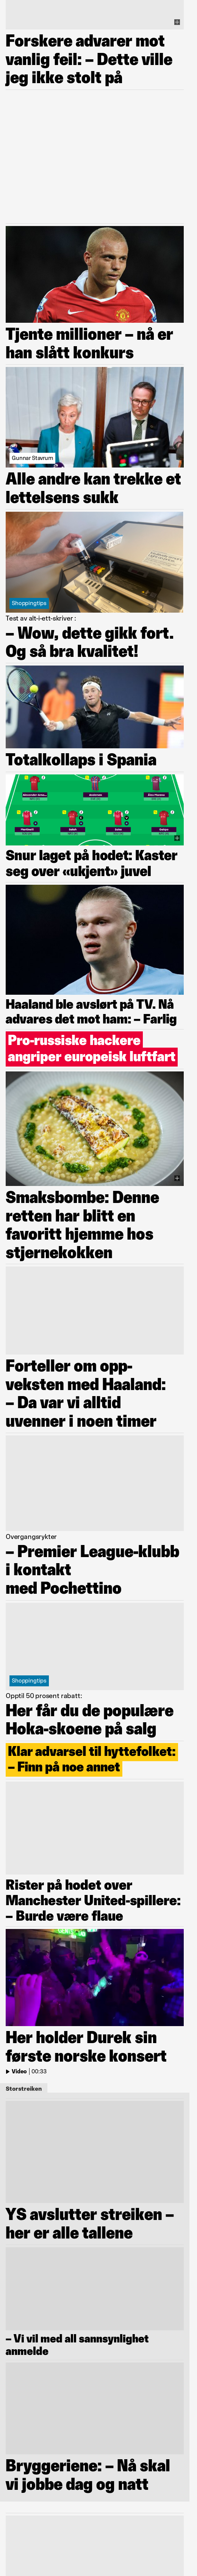 Forskere advarer mot
vanlig feil: – Dette ville
jeg ikke stolt på
Tjente millioner – nå er
han slått konkurs
Gunnar Stavrum
Alle andre kan trekke et
lettelsens sukk
Shoppingtips
Test av alt-i-ett-skriver :
– Wow, dette gikk fort.
Og så bra kvalitet!
Totalkollaps i Spania
Snur laget på hodet: Kaster
seg over «ukjent» juvel
Haaland ble avslørt på TV. Nå
advares det mot ham: – Farlig
Pro-russiske hackere
angriper europeisk luftfart
Smaksbombe: Denne
retten har blitt en
favoritt hjemme hos
stjernekokken
Forteller om opp-
veksten med Haaland:
– Da var vi alltid
uvenner i noen timer
Overgangsrykter
– Premier League-klubb
i kontakt
med Pochettino
Shoppingtips
Opptil 50 prosent rabatt:
Her får du de populære
Hoka-skoene på salg
Klar advarsel til hyttefolket:
– Finn på noe annet
Rister på hodet over
Manchester United-spillere:
– Burde være flaue
Her holder Durek sin
første norske konsert
Video | 00:33
Storstreiken
YS avslutter streiken –
her er alle tallene
– Vi vil med all sannsynlighet
anmelde
Bryggeriene: – Nå skal
vi jobbe dag og natt